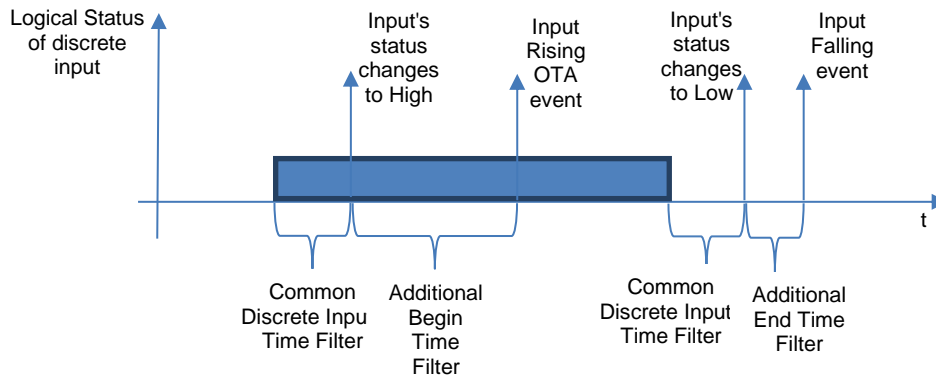 Logical Status
of discrete
input
Input's
status
changes
to High
Input
Rising
OTA
event
Input's
status
changes
to Low
Input
Falling
event
t
Common
Discrete Inpu
Time Filter
Additional
Begin
Time
Filter
Common
Discrete Input
Time Filter
Additional
End Time
Filter